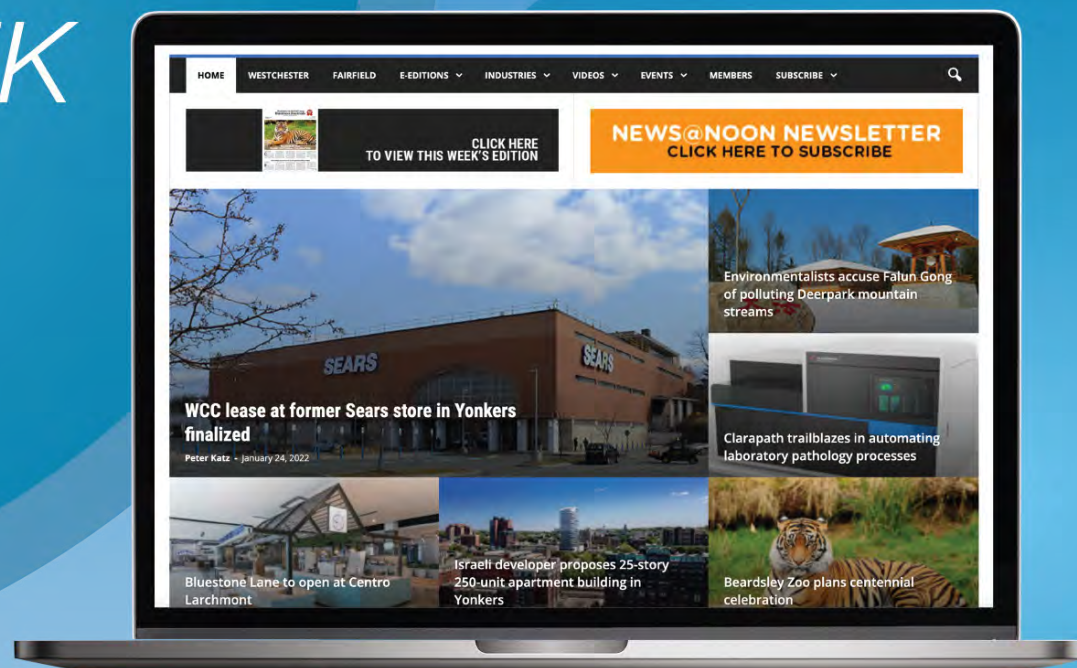 HOME WESTCHESTER FAIRFIELD E-EDITIONS INDUSTRIES VIDEOS EVENTS MEMBERS SUBSCRIBE
CLICK HERE
TO VIEW THIS WEEK'S EDITION
NEWS@NOON NEWSLETTER
CLICK HERE TO SUBSCRIBE
SEARS
SEARS
WCC lease at former Sears store in Yonkers
finalized
Peter Katz - January 24, 2022
Environmentalists accuse Falun Gong
of polluting Deerpark mountain
streams
Clarapath trailblazes in automating
laboratory pathology processes
Bluestone Lane to open at Centro
Larchmont
Israeli developer proposes 25-story
250-unit apartment building in
Yonkers
Beardsley Zoo plans centennial
celebration